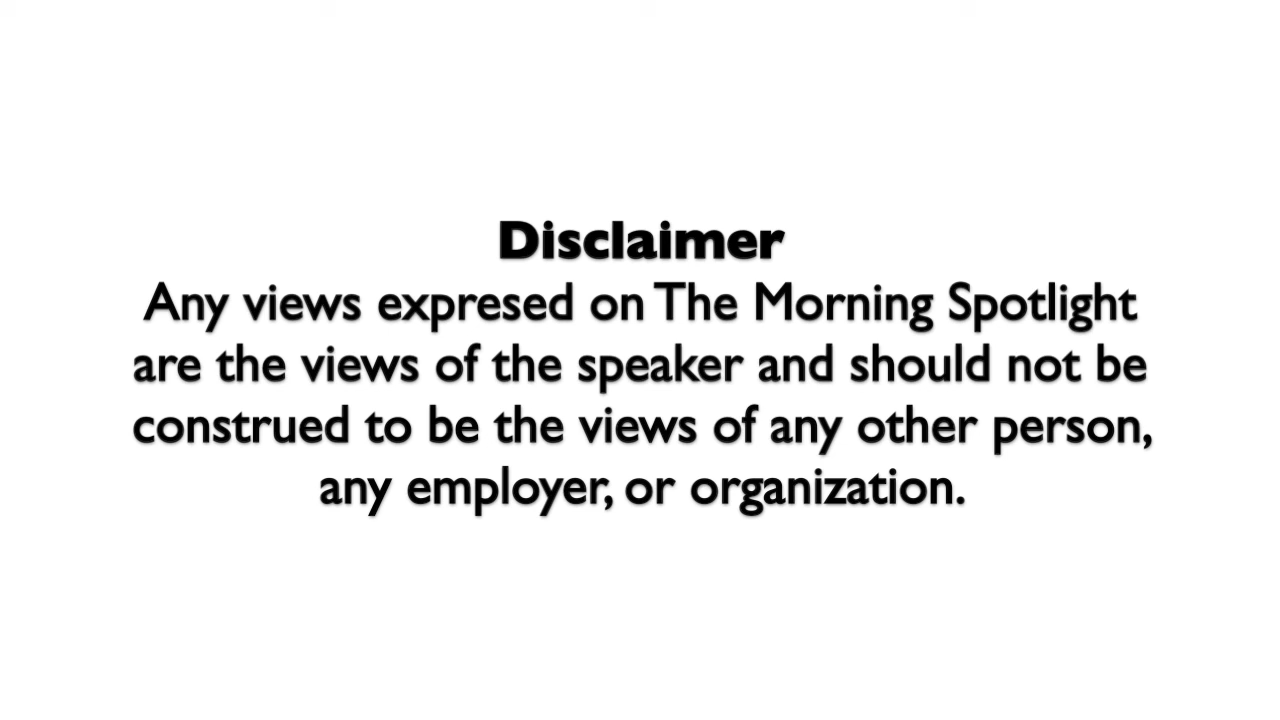 Disclaimer
Any views expresed on The Morning Spotlight
are the views of the speaker and should not be
construed to be the views of any other person,
any employer, or organization.